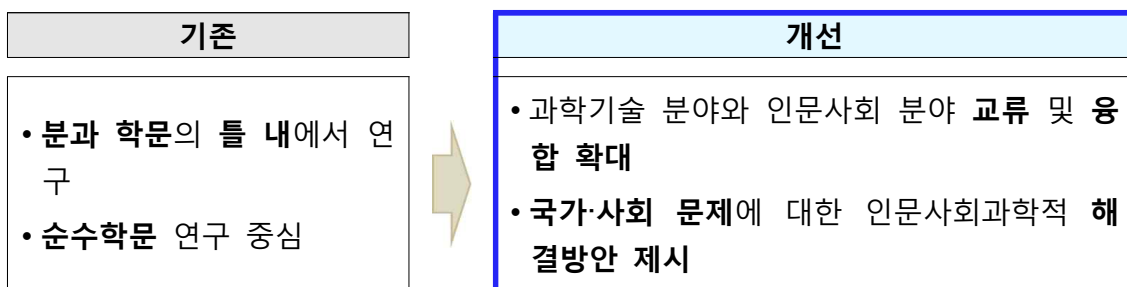 기존
• 분과 학문의 틀 내에서 연
구
• 순수학문 연구 중심
개선
• 과학기술 분야와 인문사회 분야 교류 및 융
합 확대
• 국가·사회 문제에 대한 인문사회과학적 해
결방안 제시